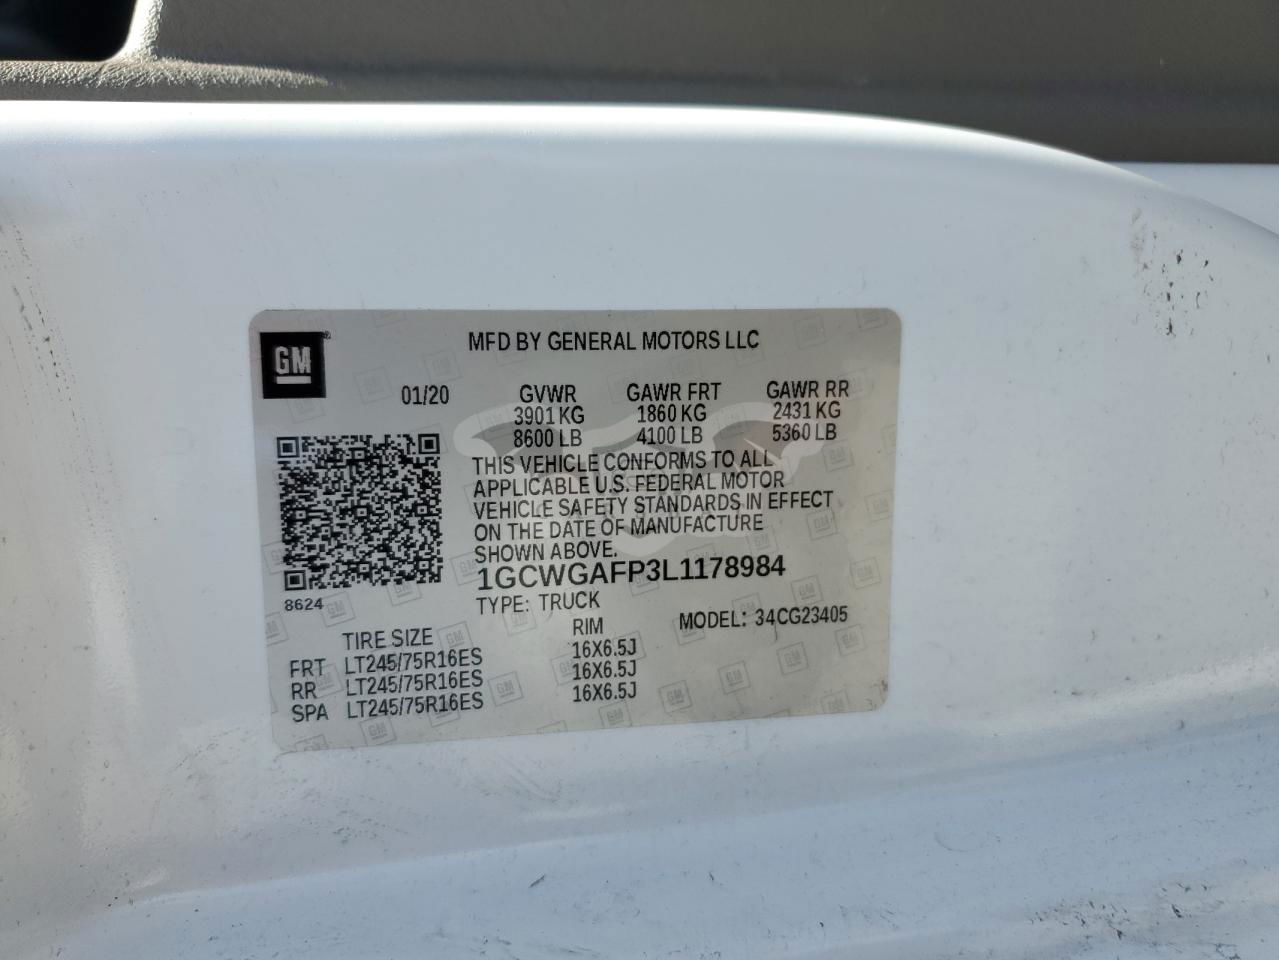 GM
MFD BY GENERAL MOTORS LLC
01/20 GVWR GAWR FRT GAWR RR
3901 KG 1860 KG 2431 KG
8600 LB 4100 LB 5360 LB
THIS VEHICLE CONFORMS TO ALL
APPLICABLE U.S. FEDERAL MOTOR
VEHICLE SAFETY STANDARDS IN EFFECT
ON THE DATE OF MANUFACTURE
SHOWN ABOVE.
1GCWGAFP3L1178984
8624
TYPE: TRUCK
MODEL: 34CG23405
TIRE SIZE RIM
FRT LT245/75R16ES 16X6.5J
RR LT245/75R16ES 16X6.5J
SPA LT245/75R16ES 16X6.5J